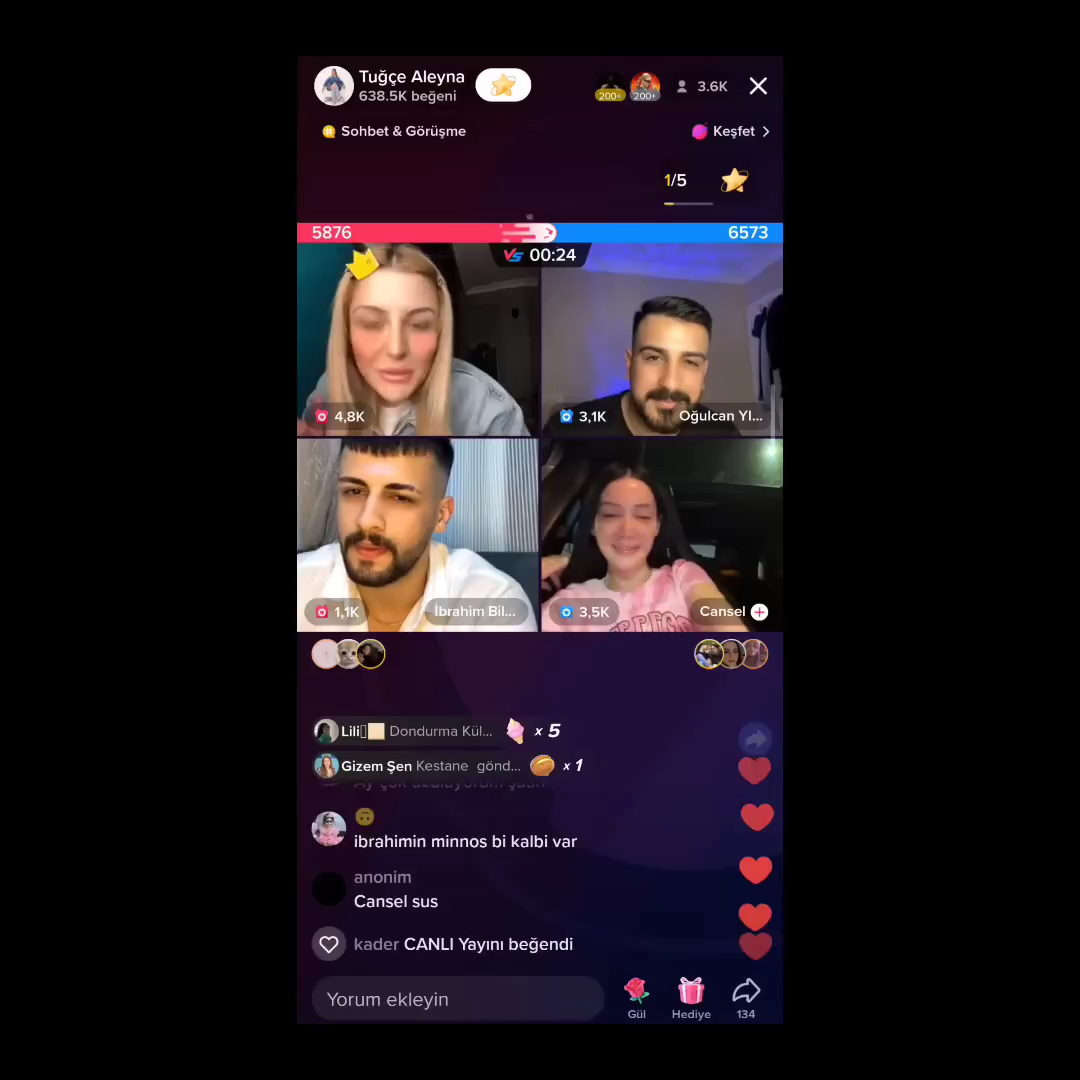 Tuğçe Aleyna
638.5K beğeni
200+
200+
3.6K
Sohbet & Görüşme
Keşfet
1/5
5876
6573
VS 00:24
4,8K
3,1K
Oğulcan Yl...
1,1K
İbrahim Bil...
3,5K
Cansel
Lili Dondurma Kül...
x 5
Gizem Şen Kestane gönd...
x 1
ibrahimin minnos bi kalbi var
anonim
Cansel sus
kader CANLI Yayını beğendi
Yorum ekleyin
Gül
Hediye
134